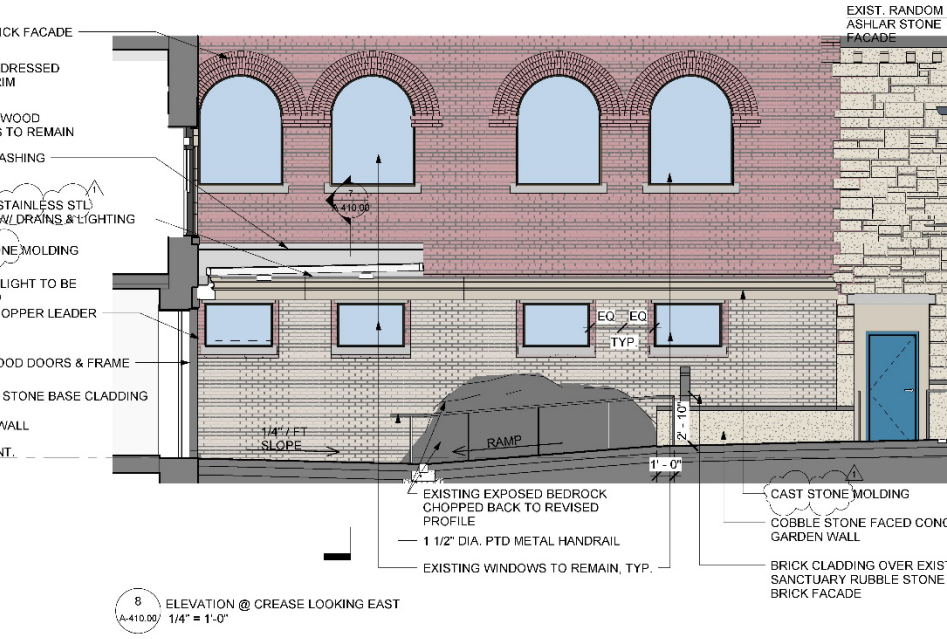 EXIST. RANDOM
ASHLAR STONE
FACADE
ICK FACADE
DRESSED
RIM
WOOD
S TO REMAIN
ASHING
1
STAINLESS STL
W/ DRAINS & LIGHTING
7
A-410.00
ONE MOLDING
LIGHT TO BE
OPPER LEADER
EQ EQ
TYP.
OOD DOORS & FRAME
STONE BASE CLADDING
WALL
NT.
1/4" / FT
SLOPE
RAMP
2' - 10"
1' - 0"
EXISTING EXPOSED BEDROCK
CHOPPED BACK TO REVISED
PROFILE
1 1/2" DIA. PTD METAL HANDRAIL
EXISTING WINDOWS TO REMAIN, TYP.
1
CAST STONE MOLDING
COBBLE STONE FACED CONC
GARDEN WALL
BRICK CLADDING OVER EXIST
SANCTUARY RUBBLE STONE
BRICK FACADE
8
A-410.00
ELEVATION @ CREASE LOOKING EAST
1/4" = 1'-0"